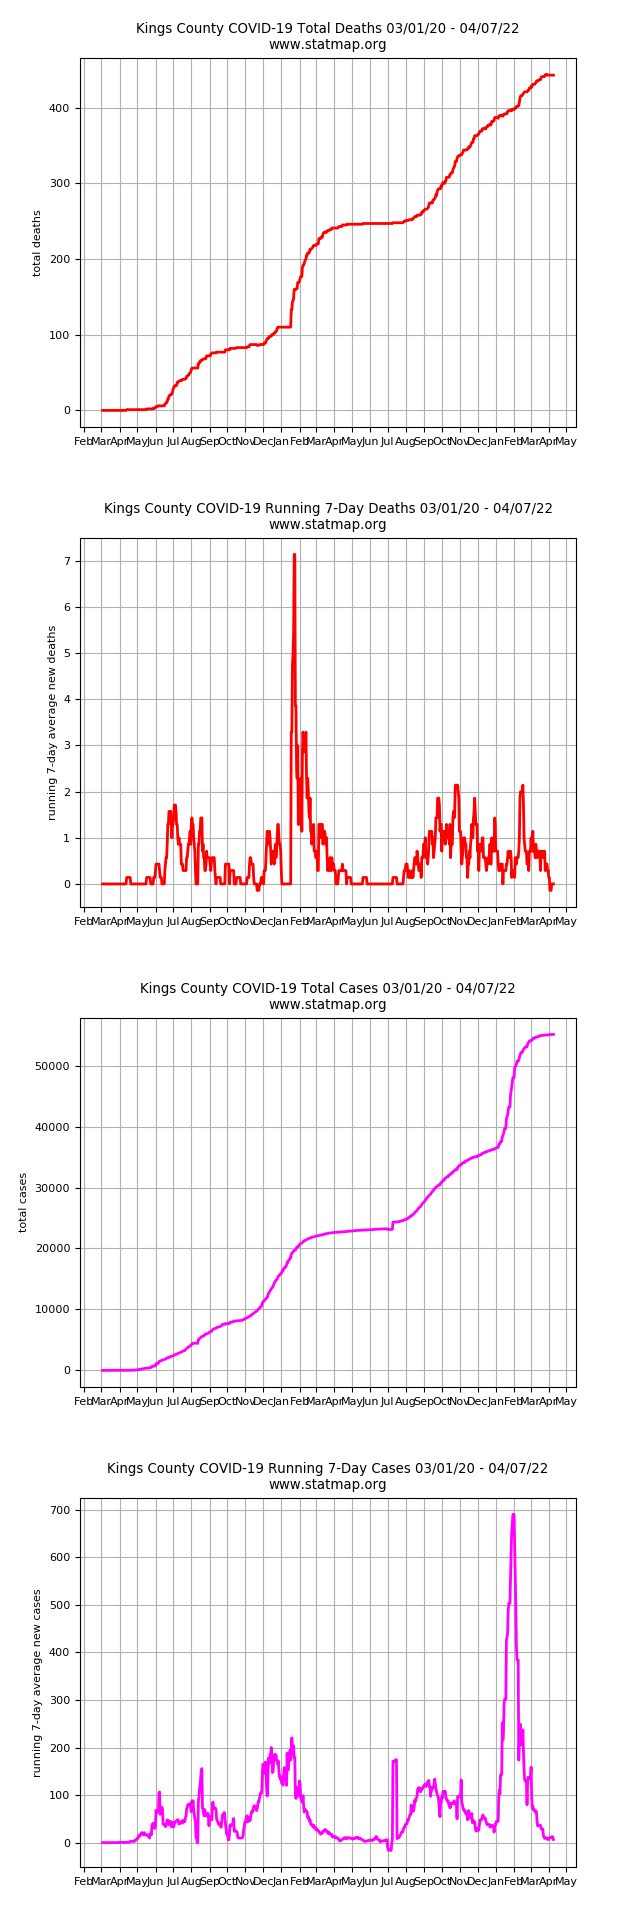 Kings County COVID-19 Total Deaths 03/01/20 - 04/07/22
www.statmap.org
400
300
200
100
0
total deaths
Feb Mar Apr May Jun Jul Aug Sep Oct Nov Dec Jan Feb Mar Apr May Jun Jul Aug Sep Oct Nov Dec Jan Feb Mar Apr May
Kings County COVID-19 Running 7-Day Deaths 03/01/20 - 04/07/22
www.statmap.org
7
6
5
4
3
2
1
0
running 7-day average new deaths
Feb Mar Apr May Jun Jul Aug Sep Oct Nov Dec Jan Feb Mar Apr May Jun Jul Aug Sep Oct Nov Dec Jan Feb Mar Apr May
Kings County COVID-19 Total Cases 03/01/20 - 04/07/22
www.statmap.org
50000
40000
30000
20000
10000
0
total cases
Feb Mar Apr May Jun Jul Aug Sep Oct Nov Dec Jan Feb Mar Apr May Jun Jul Aug Sep Oct Nov Dec Jan Feb Mar Apr May
Kings County COVID-19 Running 7-Day Cases 03/01/20 - 04/07/22
www.statmap.org
700
600
500
400
300
200
100
0
running 7-day average new cases
Feb Mar Apr May Jun Jul Aug Sep Oct Nov Dec Jan Feb Mar Apr May Jun Jul Aug Sep Oct Nov Dec Jan Feb Mar Apr May